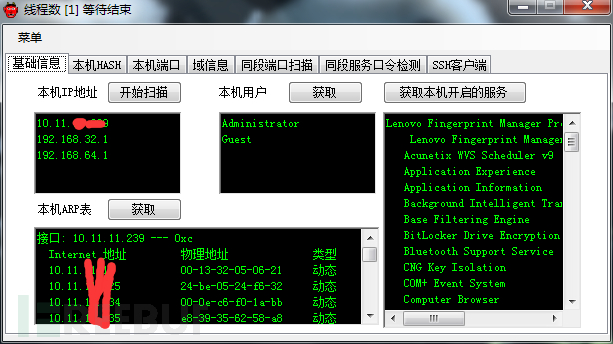 线程数 [1] 等待结束
菜单
基础信息 本机HASH 本机端口 域信息 同段端口扫描 同段服务口令检测 SSH客户端
本机IP地址 开始扫描
10.11.
192.168.32.1
192.168.64.1
本机用户 获取
Administrator
Guest
获取本机开启的服务
Lenovo Fingerprint Manager Pr
Lenovo Fingerprint Manager
Acunetix WVS Scheduler v9
Application Experience
Application Information
Background Intelligent Tra
Base Filtering Engine
BitLocker Drive Encryption
Bluetooth Support Service
CNG Key Isolation
COM+ Event System
Computer Browser
本机ARP表 获取
接口: 10.11.11.239 --- 0xc
Internet 地址 物理地址 类型
10.11. 00-13-32-05-06-21 动态
10.11. 24-be-05-24-f6-32 动态
10.11. 34 00-0e-c6-f0-1a-bb 动态
10.11. 35 e8-39-35-62-58-a8 动态